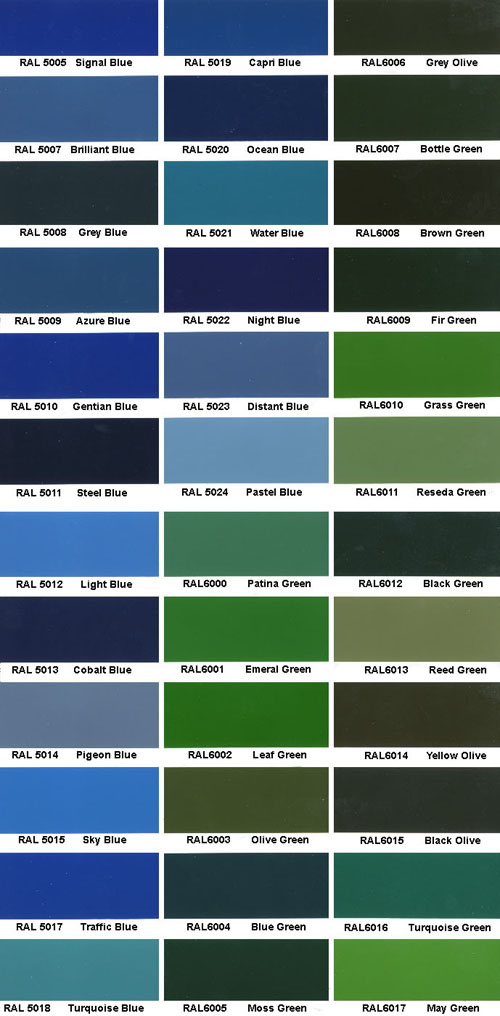 RAL 5005 Signal Blue
RAL 5019 Capri Blue
RAL6006 Grey Olive
RAL 5007 Brilliant Blue
RAL 5020 Ocean Blue
RAL6007 Bottle Green
RAL 5008 Grey Blue
RAL 5021 Water Blue
RAL6008 Brown Green
RAL 5009 Azure Blue
RAL 5022 Night Blue
RAL6009 Fir Green
RAL 5010 Gentian Blue
RAL 5023 Distant Blue
RAL6010 Grass Green
RAL 5011 Steel Blue
RAL 5024 Pastel Blue
RAL6011 Reseda Green
RAL 5012 Light Blue
RAL6000 Patina Green
RAL6012 Black Green
RAL 5013 Cobalt Blue
RAL6001 Emeral Green
RAL6013 Reed Green
RAL 5014 Pigeon Blue
RAL6002 Leaf Green
RAL6014 Yellow Olive
RAL 5015 Sky Blue
RAL6003 Olive Green
RAL6015 Black Olive
RAL 5017 Traffic Blue
RAL6004 Blue Green
RAL6016 Turquoise Green
RAL 5018 Turquoise Blue
RAL6005 Moss Green
RAL6017 May Green